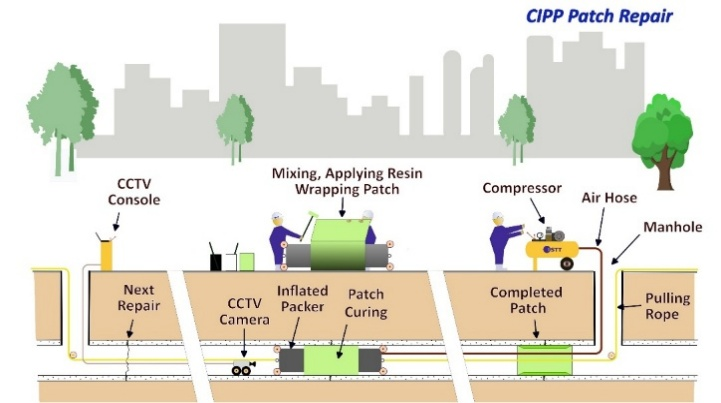 CIPP Patch Repair
CCTV
Console
Mixing, Applying Resin
Wrapping Patch
Compressor
Air Hose
Manhole
Next
Repair
CCTV
Camera
Inflated
Packer
Patch
Curing
Completed
Patch
Pulling
Rope